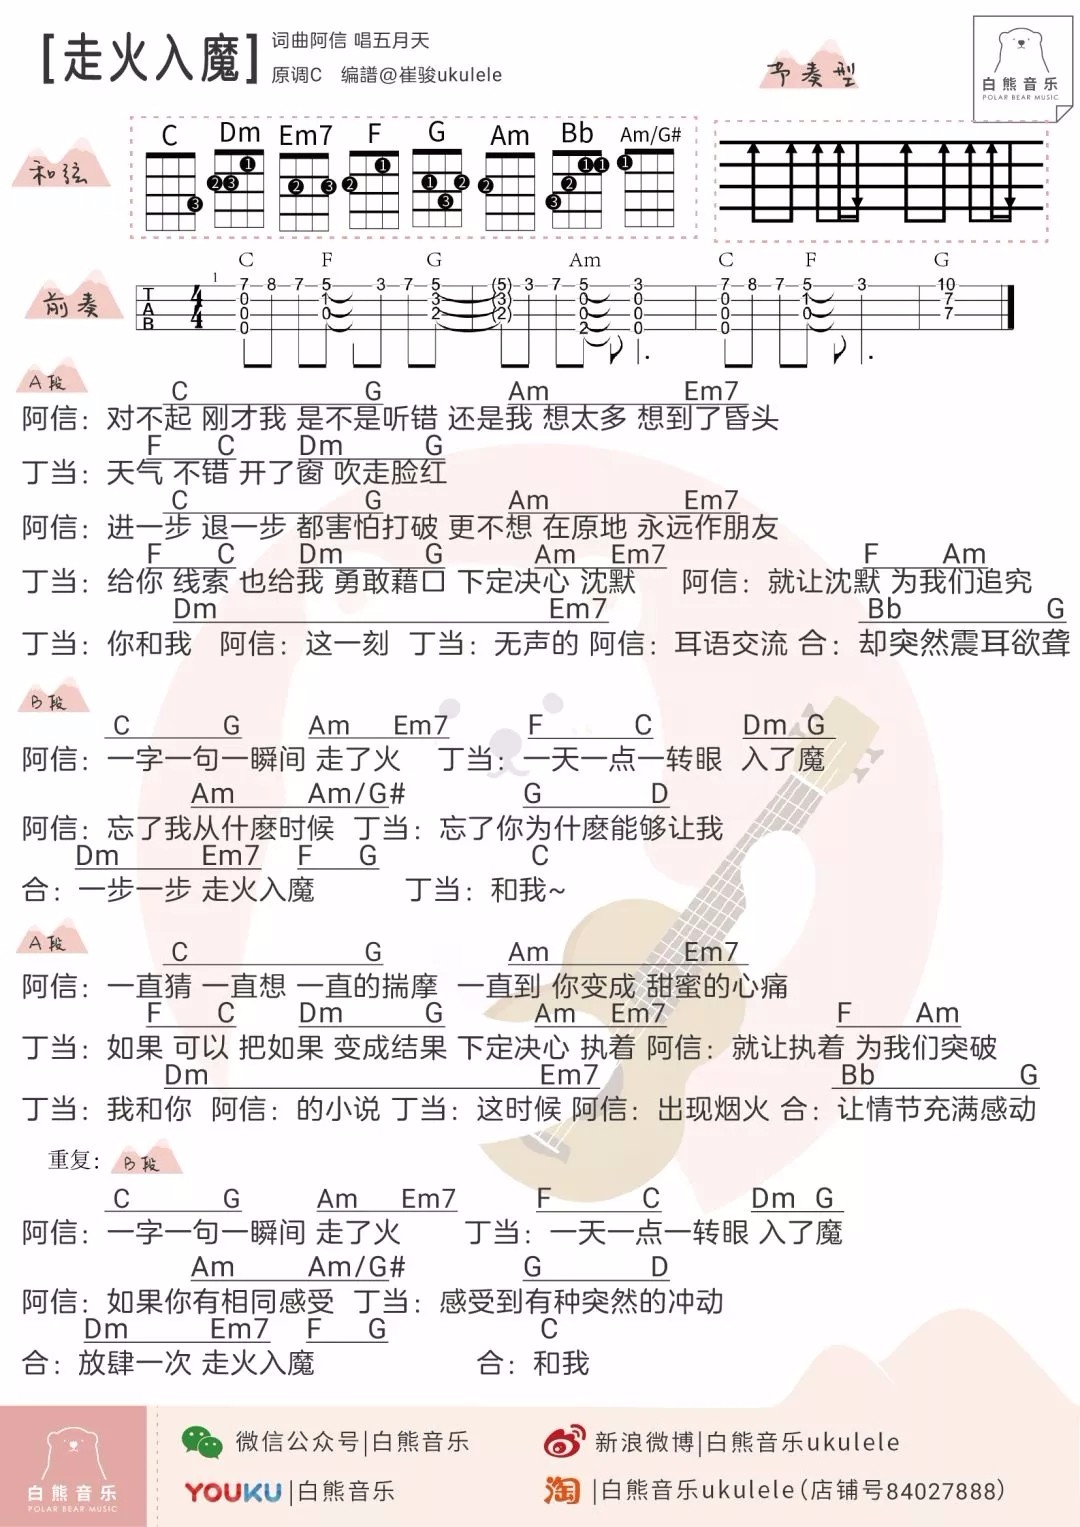 [走火入魔]
词曲阿信 唱五月天
原调C 编譜@崔骏ukulele
节奏型
白熊音乐
POLAR BEAR MUSIC
和弦
C Dm Em7 F G Am Bb Am/G#
3 1 2 3 2 3 1 2 1 2 3 2 1 1 2 3 1
前奏
C F G Am C F G
1
7 8 7 5 3 7 5 (5) 3 7 5 3 7 8 7 5 3 10
T 4 0 1 3 (3) 0 0 0 1 7
A 4 0 0 2 (2) 0 0 0 0 7
B 0 2 0 0
A段
C G Am Em7
阿信：对不起 刚才我 是不是听错 还是我 想太多 想到了昏头
F C Dm G
丁当：天气 不错 开了窗 吹走脸红
C G Am Em7
阿信：进一步 退一步 都害怕打破 更不想 在原地 永远作朋友
F C Dm G Am Em7 F Am
丁当：给你 线索 也给我 勇敢藉口 下定决心 沈默 阿信：就让沈默 为我们追究
Dm Em7 Bb G
丁当：你和我 阿信：这一刻 丁当：无声的 阿信：耳语交流 合：却突然震耳欲聋
B段
C G Am Em7 F C Dm G
阿信：一字一句一瞬间 走了火 丁当：一天一点一转眼 入了魔
Am Am/G# G D
阿信：忘了我从什麽时候 丁当：忘了你为什麽能够让我
Dm Em7 F G C
合：一步一步 走火入魔 丁当：和我~
A段
C G Am Em7
阿信：一直猜 一直想 一直的揣摩 一直到 你变成 甜蜜的心痛
F C Dm G Am Em7 F Am
丁当：如果 可以 把如果 变成结果 下定决心 执着 阿信：就让执着 为我们突破
Dm Em7 Bb G
丁当：我和你 阿信：的小说 丁当：这时候 阿信：出现烟火 合：让情节充满感动
重复：B段
C G Am Em7 F C Dm G
阿信：一字一句一瞬间 走了火 丁当：一天一点一转眼 入了魔
Am Am/G# G D
阿信：如果你有相同感受 丁当：感受到有种突然的冲动
Dm Em7 F G C
合：放肆一次 走火入魔 合：和我
白熊音乐
POLAR BEAR MUSIC
微信公众号|白熊音乐
新浪微博|白熊音乐ukulele
YOUKU |白熊音乐
淘 |白熊音乐ukulele(店铺号84027888)